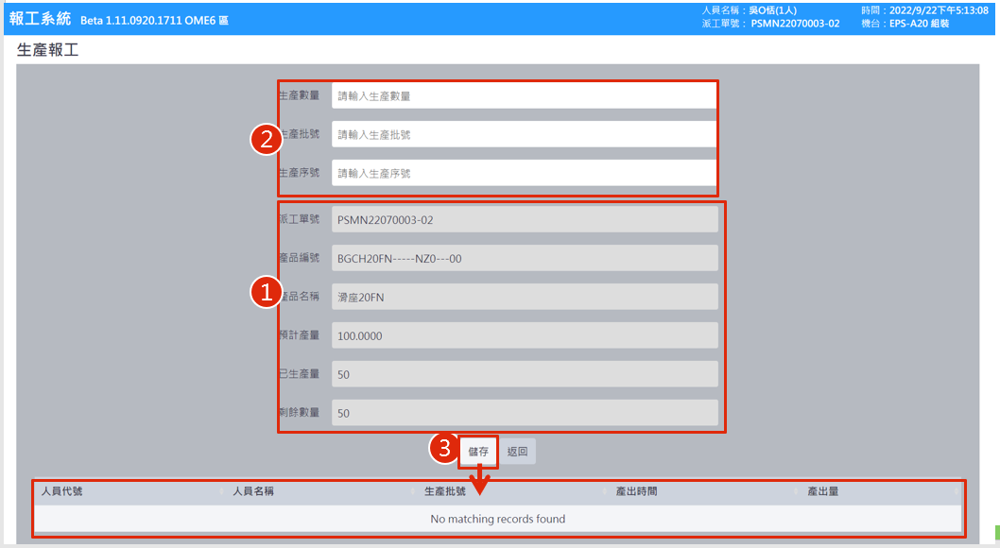 報工系統 Beta 1.11.0920.1711 OME6 區
人員名稱：吳O恬(1人) 時間：2022/9/22下午5:13:08
派工單號： PSMN22070003-02 機台：EPS-A20 組裝
生產報工
生產數量 請輸入生產數量
2
生產批號 請輸入生產批號
生產序號 請輸入生產序號
派工單號 PSMN22070003-02
產品編號 BGCH20FN-----NZ0---00
1
產品名稱 滑座20FN
預計產量 100.0000
已生產量 50
剩餘數量 50
3 儲存 返回
人員代號 人員名稱 生產批號 產出時間 產出量
No matching records found